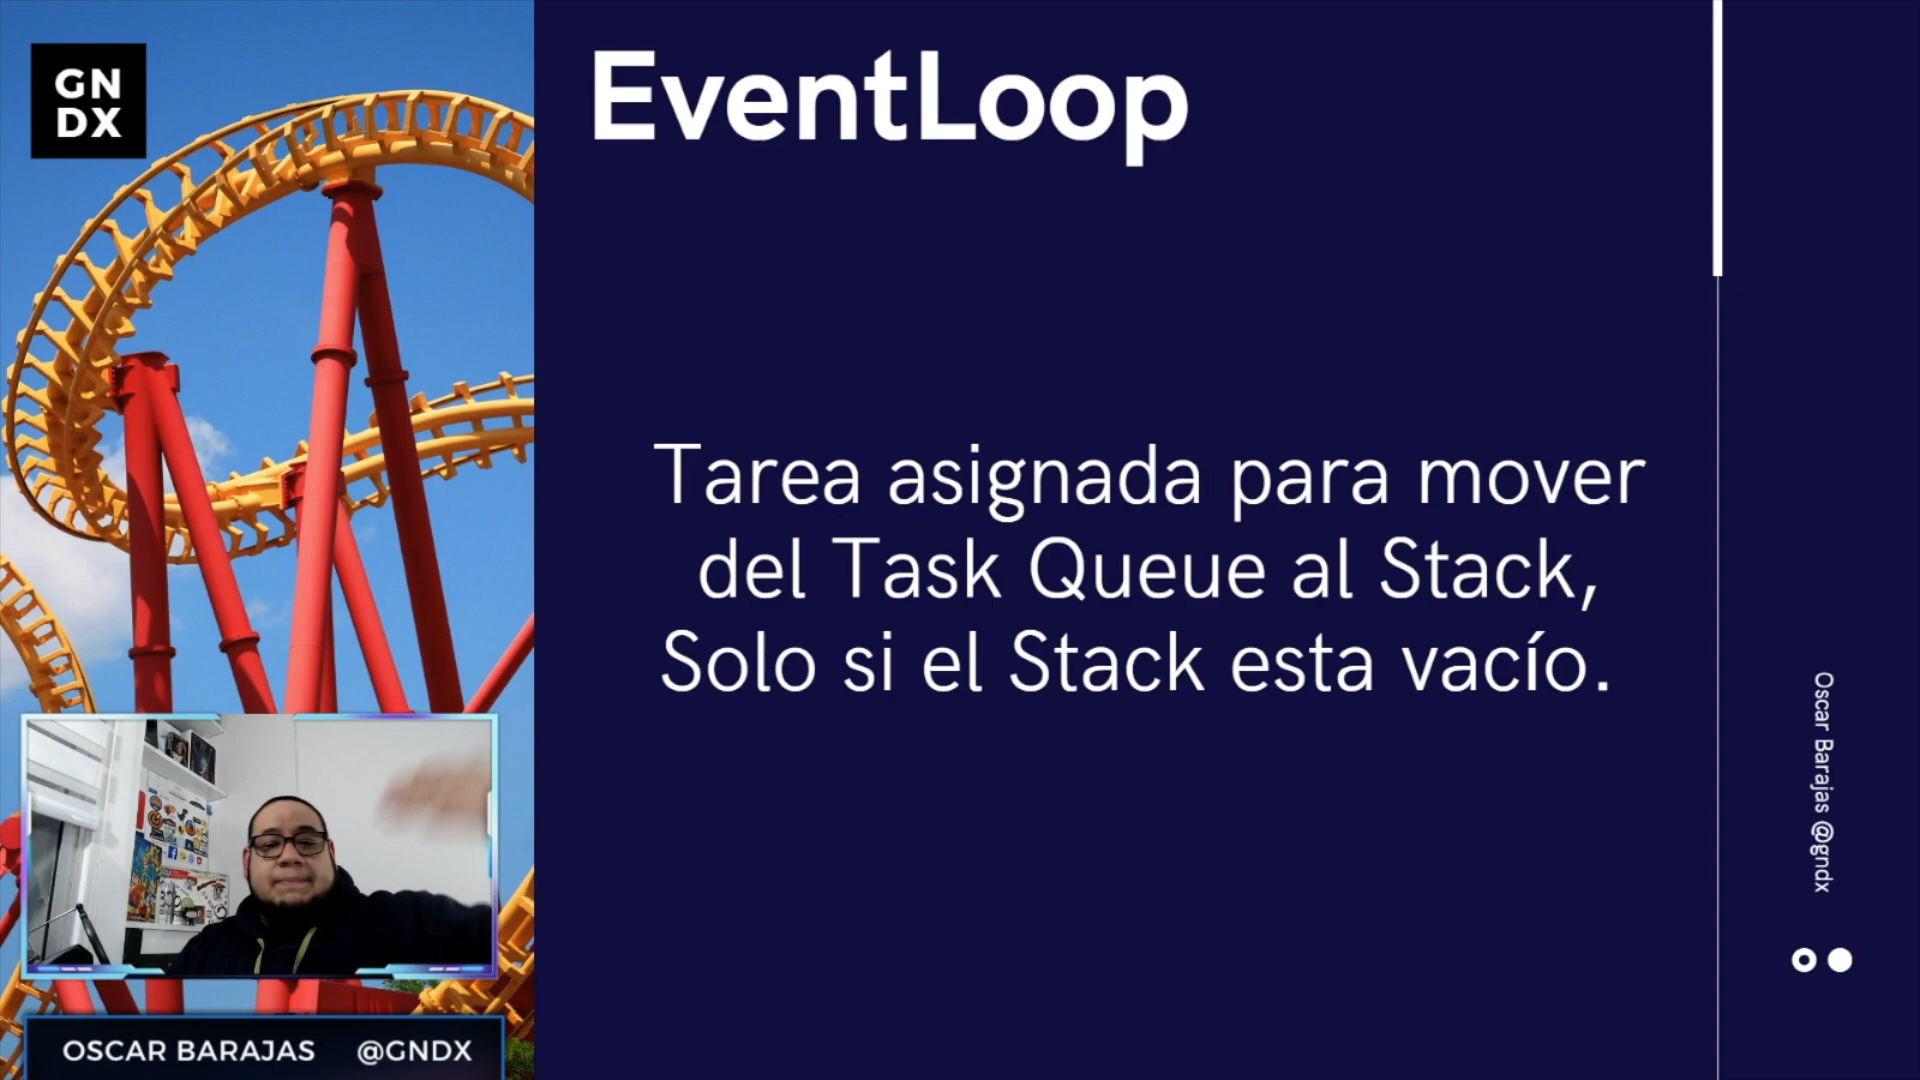 GN
DX
EventLoop
Tarea asignada para mover
del Task Queue al Stack,
Solo si el Stack esta vacío.
Oscar Barajas @gndx
OSCAR BARAJAS @GNDX